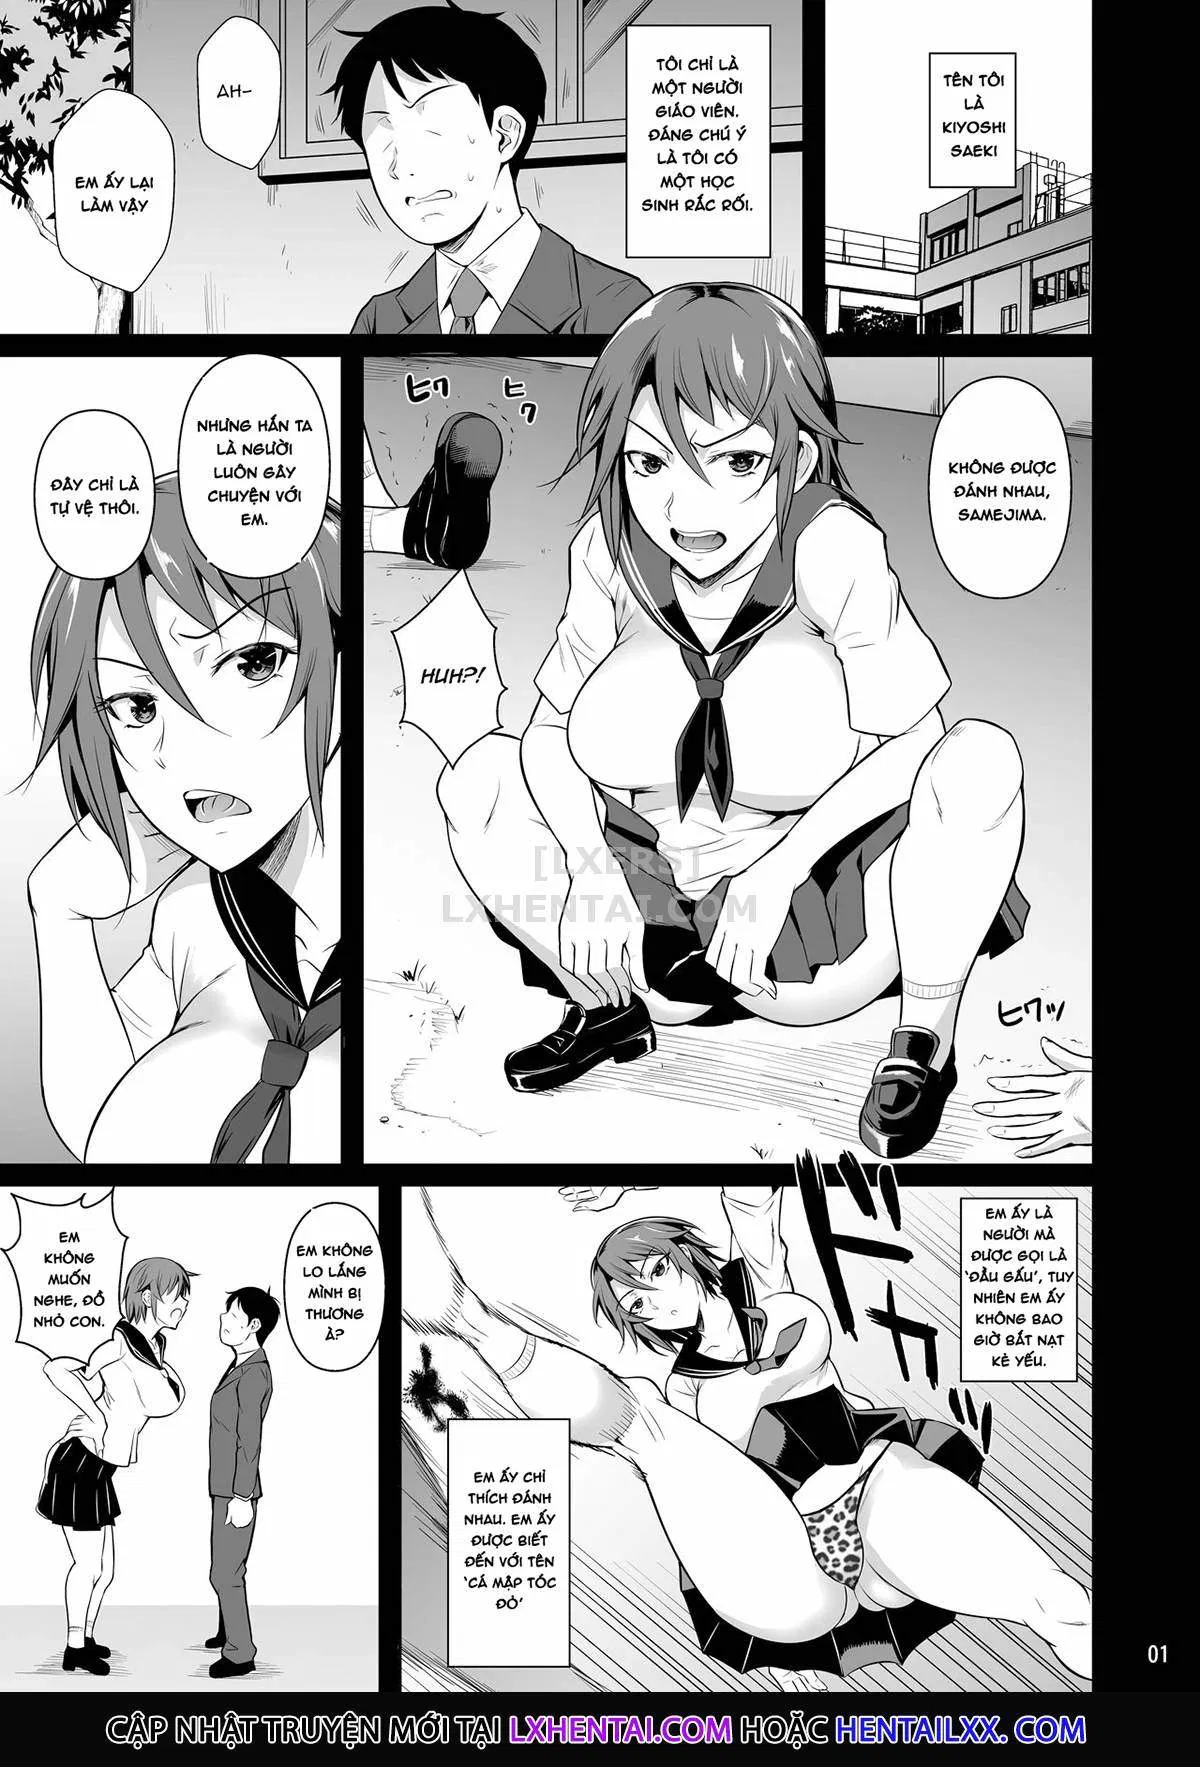 TÊN TÔI
LÀ
KIYOSHI
SAEKI
TÔI CHỈ LÀ
MỘT NGƯỜI
GIÁO VIÊN.
ĐÁNG CHÚ Ý
LÀ TÔI CÓ
MỘT HỌC
SINH RẮC RỐI.
AH-
EM ẤY LẠI
LÀM VẬY
KHÔNG ĐƯỢC
ĐÁNH NHAU,
SAMEJIMA.
ヒク
ヒク
HUH?!
ヒクッ
[LXERS]
LXHENTAI.COM
NHƯNG HẮN TA
LÀ NGƯỜI
LUÔN GÂY
CHUYỆN VỚI
EM.
ĐÂY CHỈ LÀ
TỰ VỆ THÔI.
EM ẤY LÀ
NGƯỜI MÀ
ĐƯỢC GỌI LÀ
'ĐẦU GẤU', TUY
NHIÊN EM ẤY
KHÔNG BAO
GIỜ BẮT NẠT
KẺ YẾU.
ドドド
EM ẤY CHỈ
THÍCH ĐÁNH
NHAU. EM ẤY
ĐƯỢC BIẾT
ĐẾN VỚI TÊN
'CÁ MẬP TÓC
ĐỎ'
EM KHÔNG
LO LẮNG
MÌNH BỊ
THƯƠNG
À?
EM
KHÔNG
MUỐN
NGHE, ĐỒ
NHỎ CON.
01
CẬP NHẬT TRUYỆN MỚI TẠI LXHENTAI.COM HOẶC HENTAILXX. COM